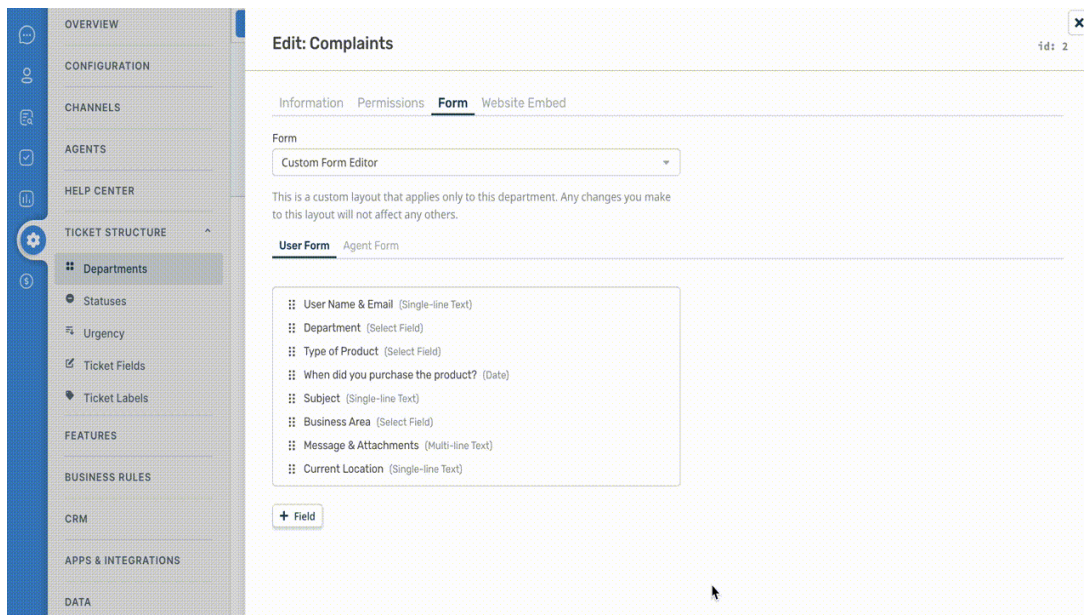 OVERVIEW
CONFIGURATION
CHANNELS
AGENTS
HELP CENTER
TICKET STRUCTURE
Departments
Statuses
Urgency
Ticket Fields
Ticket Labels
FEATURES
BUSINESS RULES
CRM
APPS & INTEGRATIONS
DATA
Edit: Complaints
id: 2
Information Permissions Form Website Embed
Form
Custom Form Editor
This is a custom layout that applies only to this department. Any changes you make
to this layout will not affect any others.
User Form Agent Form
User Name & Email (Single-line Text)
Department (Select Field)
Type of Product (Select Field)
When did you purchase the product? (Date)
Subject (Single-line Text)
Business Area (Select Field)
Message & Attachments (Multi-line Text)
Current Location (Single-line Text)
+ Field